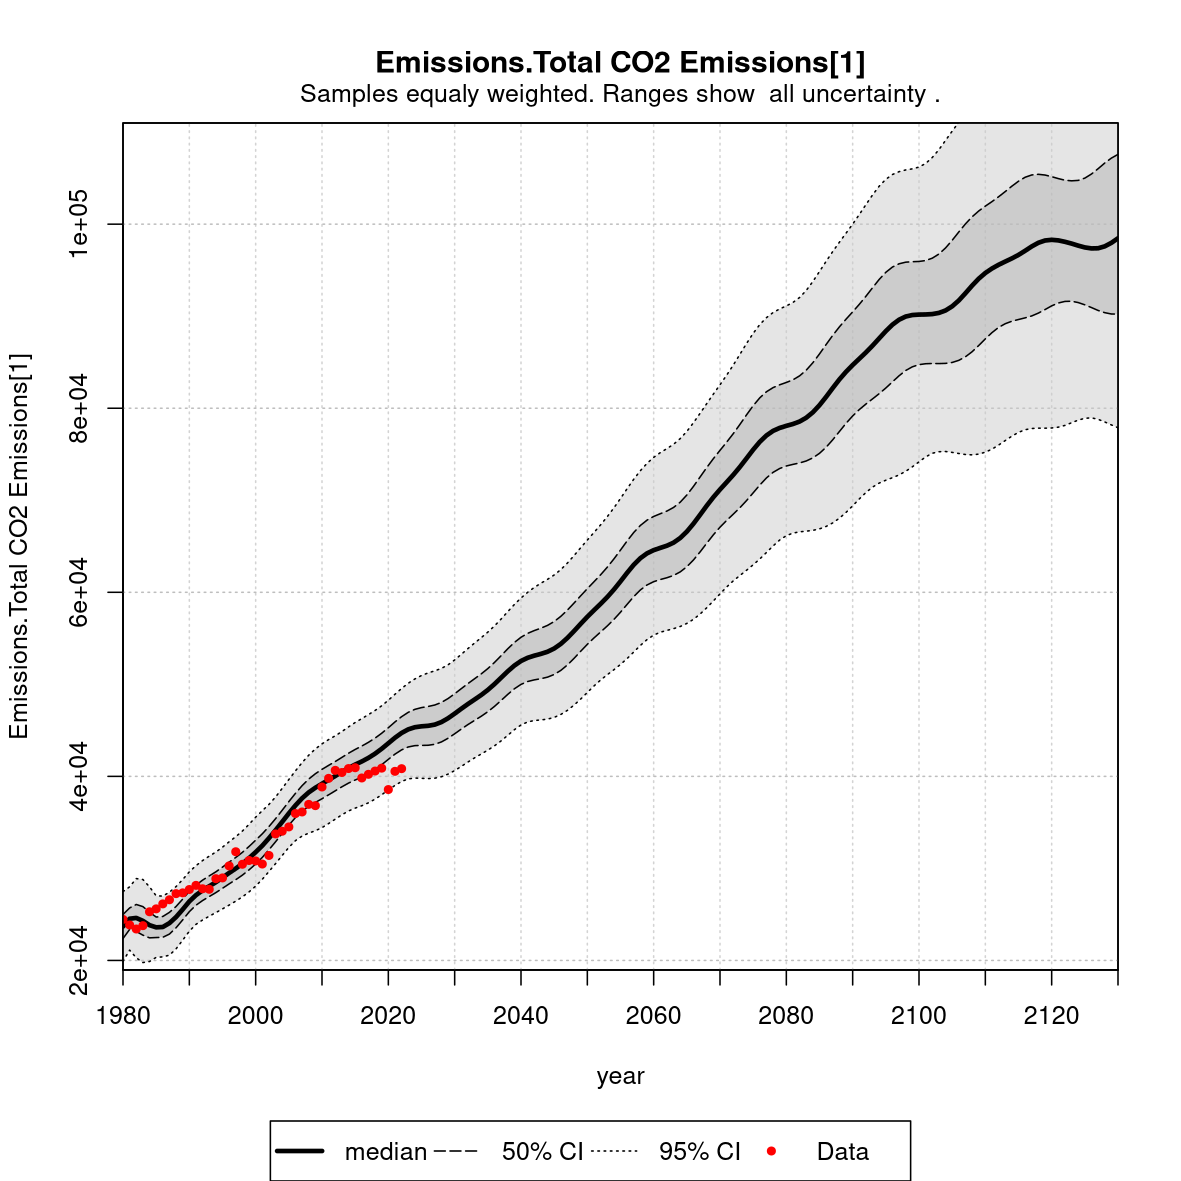 Emissions.Total CO2 Emissions[1]
Samples equaly weighted. Ranges show  all uncertainty .
Emissions.Total CO2 Emissions[1]
1e+05
8e+04
6e+04
4e+04
2e+04
1980 2000 2020 2040 2060 2080 2100 2120
year
median 50% CI 95% CI Data